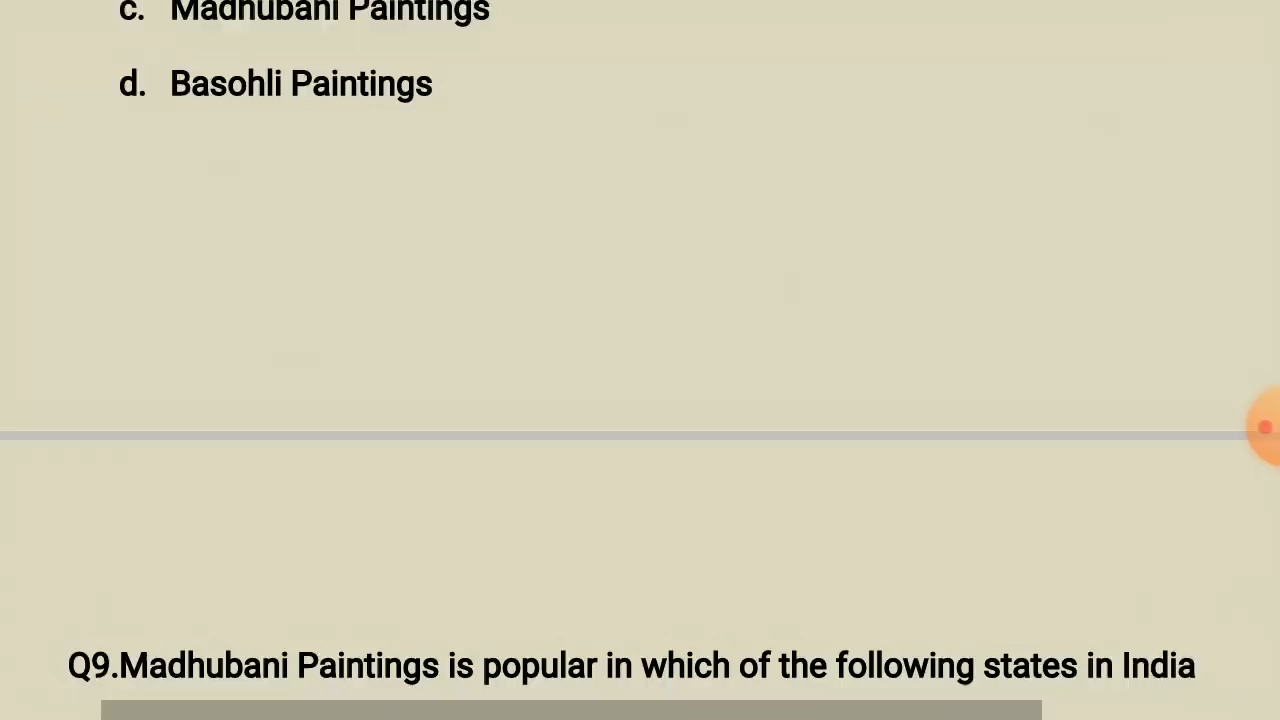 c. Madhubani Paintings
d. Basohli Paintings
Q9.Madhubani Paintings is popular in which of the following states in India